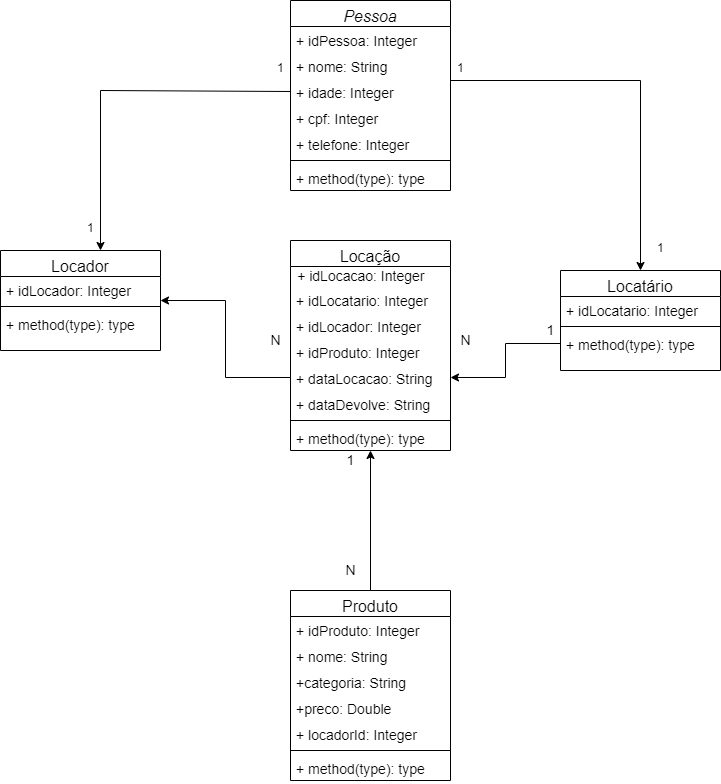 Pessoa
+ idPessoa: Integer
+ nome: String
+ idade: Integer
+ cpf: Integer
+ telefone: Integer
+ method(type): type
1
1
1
1
Locador
+ idLocador: Integer
+ method(type): type
Locação
+ idLocacao: Integer
+ idLocatario: Integer
+ idLocador: Integer
+ idProduto: Integer
+ dataLocacao: String
+ dataDevolve: String
+ method(type): type
Locatário
+ idLocatario: Integer
+ method(type): type
N
N
1
1
N
Produto
+ idProduto: Integer
+ nome: String
+categoria: String
+preco: Double
+ locadorId: Integer
+ method(type): type